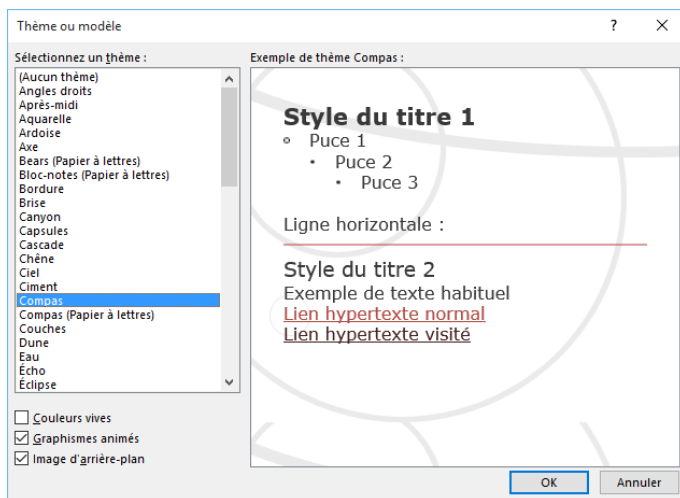 Thème ou modèle
Sélectionnez un thème :
(Aucun thème)
Angles droits
Après-midi
Aquarelle
Ardoise
Axe
Bears (Papier à lettres)
Bloc-notes (Papier à lettres)
Bordure
Brise
Canyon
Capsules
Cascade
Chêne
Ciel
Ciment
Compas
Compas (Papier à lettres)
Couches
Dune
Eau
Écho
Éclipse
Couleurs vives
Graphismes animés
Image d'arrière-plan
Exemple de thème Compas :
Style du titre 1
Puce 1
Puce 2
Puce 3
Ligne horizontale :
Style du titre 2
Exemple de texte habituel
Lien hypertexte normal
Lien hypertexte visité
OK
Annuler